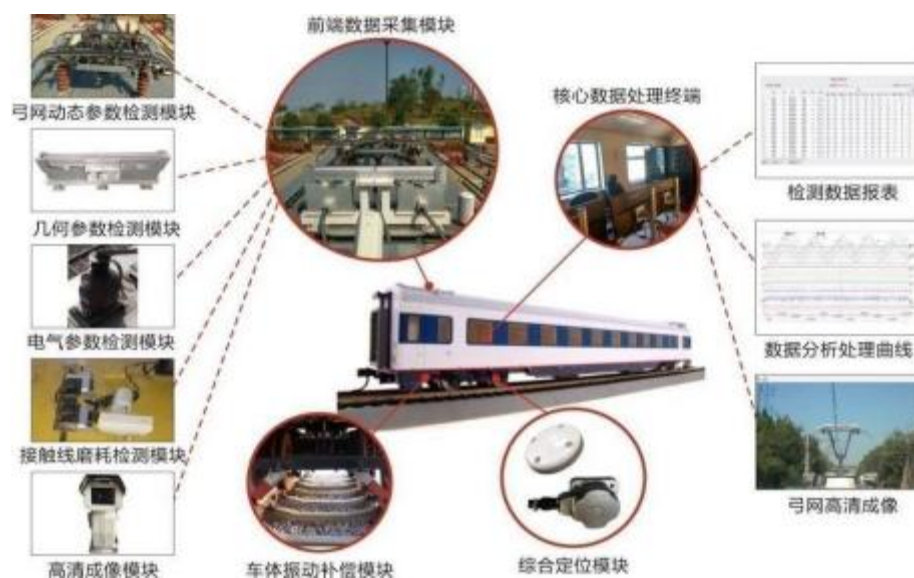 前端数据采集模块
核心数据处理终端
弓网动态参数检测模块
几何参数检测模块
电气参数检测模块
接触线磨耗检测模块
高清成像模块
车体振动补偿模块
综合定位模块
检测数据报表
数据分析处理曲线
弓网高清成像